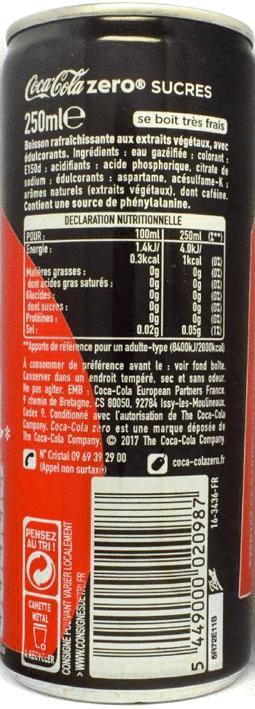 Coca-Cola zero® SUCRES
250ml℮
se boit très frais
Boisson rafraîchissante aux extraits végétaux, avec
édulcorants. Ingrédients : eau gazéifiée : colorant :
E150d ; acidifiants : acide phosphorique, citrate de
sodium ; édulcorants : aspartame, acésulfame-K ;
arômes naturels (extraits végétaux), dont caféine.
Contient une source de phénylalanine.
DECLARATION NUTRITIONNELLE
POUR : 100ml 250ml (%**)
Energie : 1.4kJ/ 4.0kJ/
0.3kcal 1kcal (0%)
Matières grasses : 0g 0g (0%)
dont acides gras saturés : 0g 0g (0%)
Glucides : 0g 0g (0%)
dont sucres : 0g 0g (0%)
Protéines : 0g 0g (0%)
Sel : 0.02g 0.05g (1%)
**Apports de référence pour un adulte-type (8400kJ/2000kcal)
A consommer de préférence avant le : voir fond boîte.
Conserver dans un endroit tempéré, sec et sans odeur.
Ne pas agiter. EMB : Coca-Cola European Partners France.
9 chemin de Bretagne, CS 80050, 92784 Issy-les-Moulineaux
Cedex 9. Conditionné avec l'autorisation de The Coca-Cola
Company. Coca-Cola zero est une marque déposée de
The Coca-Cola Company. © 2017 The Coca-Cola Company.
N° Cristal 09 69 39 29 00
(Appel non surtaxé)
coca-colazero.fr
PENSEZ
AU TRI !
CANETTE
METAL
A RECYCLER
CONSIGNE POUVANT VARIER LOCALEMENT
> WWW.CONSIGNESDETRI.FR
5 449000 020987
16-3436-FR
5R72E11B